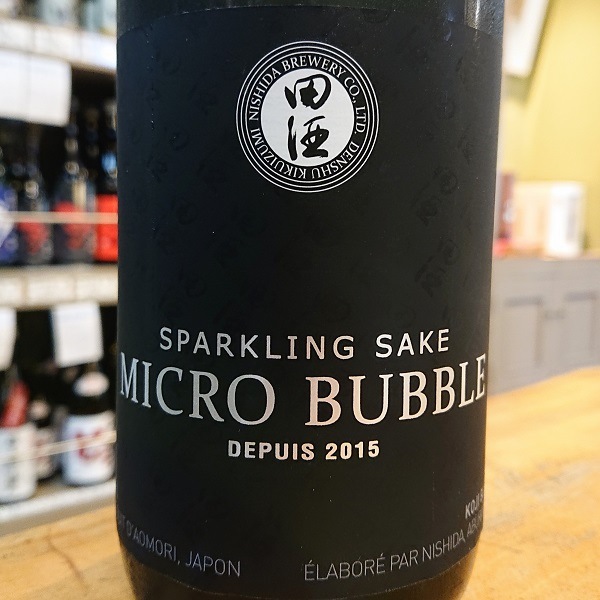 NISHIDA BREWERY CO., LTD. DENSHU KIKUIZUMI
田酒
SPARKLING SAKE
MICRO BUBBLE
DEPUIS 2015
KOJI
D'AOMORI, JAPON
ÉLABORÉ PAR NISHIDA,